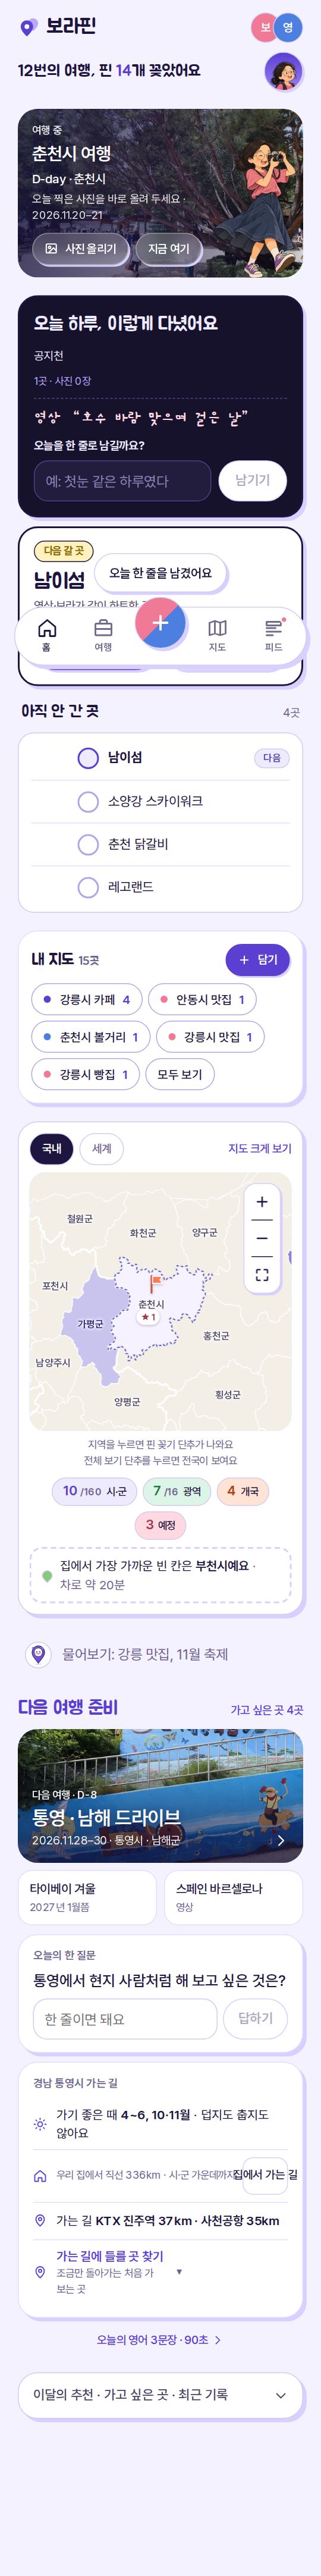 보라핀
보 영
12번의 여행, 핀 14개 꽂았어요
여행 중
춘천시 여행
D-day · 춘천시
오늘 찍은 사진을 바로 올려 두세요 ·
2026.11.20–21
사진 올리기
지금 여기
오늘 하루, 이렇게 다녔어요
공지천
1곳 · 사진 0장
영상 “호수 바람 맞으며 걸은 날”
오늘을 한 줄로 남길까요?
예: 첫눈 같은 하루였다
남기기
다음 갈 곳
남이섬
오늘 한 줄을 남겼어요
홈
여행
+
지도
피드
아직 안 간 곳
4곳
남이섬
다음
소양강 스카이워크
춘천 닭갈비
레고랜드
내 지도 15곳
+ 담기
강릉시 카페 4
안동시 맛집 1
춘천시 볼거리 1
강릉시 맛집 1
강릉시 빵집 1
모두 보기
국내
세계
지도 크게 보기
+
−
철원군
화천군
양구군
포천시
춘천시
★ 1
가평군
홍천군
남양주시
양평군
횡성군
지역을 누르면 핀 꽂기 단추가 나와요
전체 보기 단추를 누르면 전국이 보여요
10 /160 시·군
7 /16 광역
4 개국
3 예정
집에서 가장 가까운 빈 칸은 부천시예요 ·
차로 약 20분
물어보기: 강릉 맛집, 11월 축제
다음 여행 준비
가고 싶은 곳 4곳
다음 여행 · D-8
통영·남해 드라이브
2026.11.28–30 · 통영시 · 남해군
타이베이 겨울
2027년 1월쯤
스페인 바르셀로나
영상
오늘의 한 질문
통영에서 현지 사람처럼 해 보고 싶은 것은?
한 줄이면 돼요
답하기
경남 통영시 가는 길
가기 좋은 때 4~6, 10·11월 · 덥지도 춥지도
않아요
우리 집에서 직선 336km · 시·군 가운데까지
집에서 가는 길
가는 길 KTX 진주역 37km · 사천공항 35km
가는 길에 들를 곳 찾기
조금만 돌아가는 처음 가
보는 곳
▼
오늘의 영어 3문장 · 90초
이달의 추천 · 가고 싶은 곳 · 최근 기록